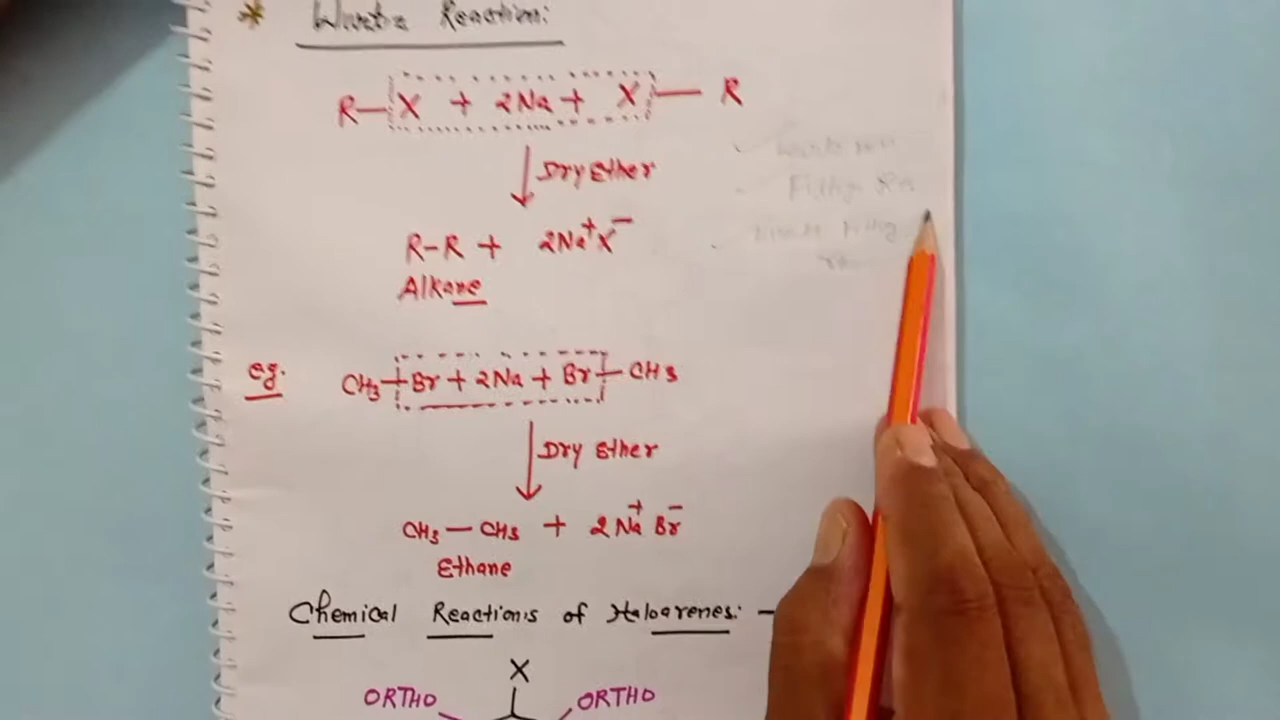 * Wurtz Reaction:
R-X + 2Na + X-R
Dry Ether
R-R + 2Na⁺X⁻
Alkane
eg. CH₃-Br + 2Na + Br-CH₃
Dry Ether
CH₃-CH₃ + 2Na⁺Br⁻
Ethane
Chemical Reactions of Haloarenes: -
X
ORTHO ORTHO